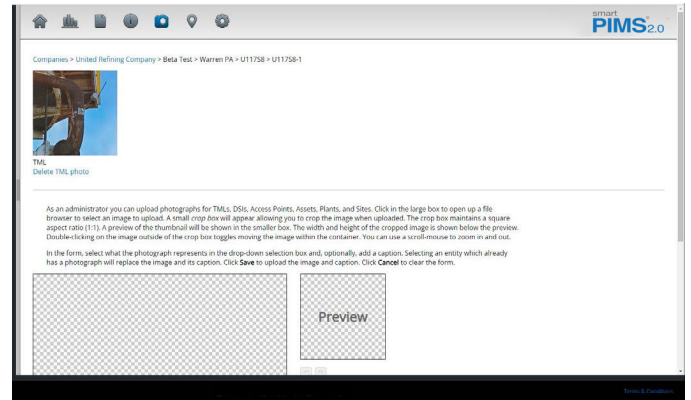 smart
PIMS2.0
Companies > United Refining Company > Beta Test > Warren PA > U11758 > U11758-1
TML
Delete TML photo
As an administrator you can upload photographs for TMLs, DSIs, Access Points, Assets, Plants, and Sites. Click in the large box to open up a file
browser to select an image to upload. A small crop box will appear allowing you to crop the image when uploaded. The crop box maintains a square
aspect ratio (1:1). A preview of the thumbnail will be shown in the smaller box. The width and height of the cropped image is shown below the preview.
Double-clicking on the image outside of the crop box toggles moving the image within the container. You can use a scroll-mouse to zoom in and out.
In the form, select what the photograph represents in the drop-down selection box and, optionally, add a caption. Selecting an entity which already
has a photograph will replace the image and its caption. Click Save to upload the image and caption. Click Cancel to clear the form.
Preview
Terms & Conditions